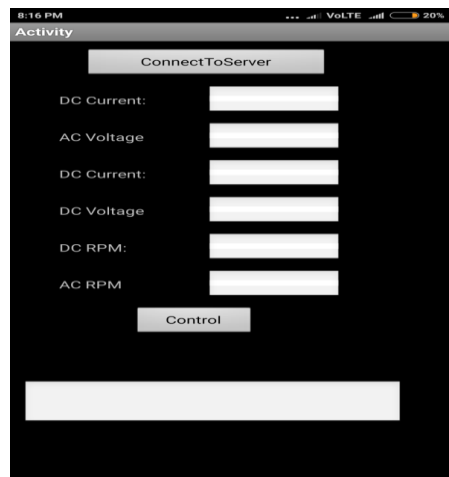 8:16 PM ... VoLTE 20%
Activity
ConnectToServer
DC Current:
AC Voltage
DC Current:
DC Voltage
DC RPM:
AC RPM
Control